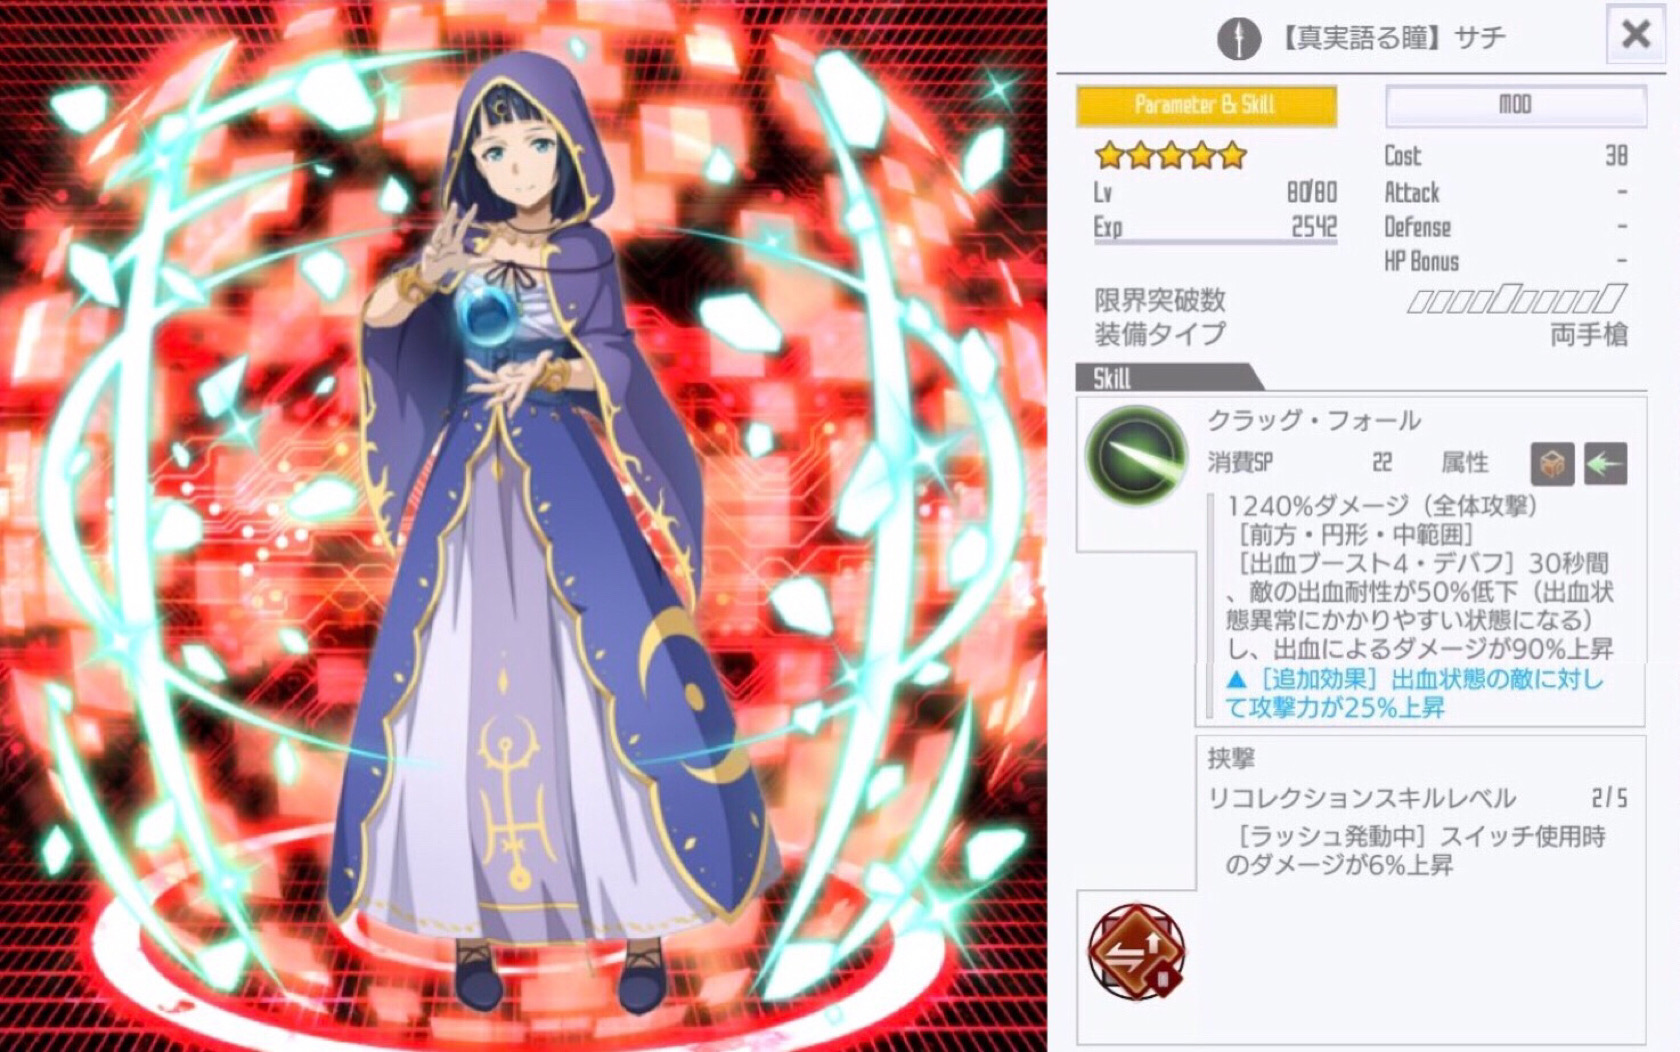 【真実語る瞳】サチ
Parameter & Skill
MOD
Lv 80/80
Exp 2542
Cost 38
Attack -
Defense -
HP Bonus -
限界突破数
装備タイプ 両手槍
Skill
クラッグ・フォール
消費SP 22 属性
1240%ダメージ（全体攻撃）
［前方・円形・中範囲］
［出血ブースト4・デバフ］30秒間
、敵の出血耐性が50%低下（出血状
態異常にかかりやすい状態になる）
し、出血によるダメージが90%上昇
▲［追加効果］出血状態の敵に対し
て攻撃力が25%上昇
挟撃
リコレクションスキルレベル 2/5
［ラッシュ発動中］スイッチ使用時
のダメージが6%上昇